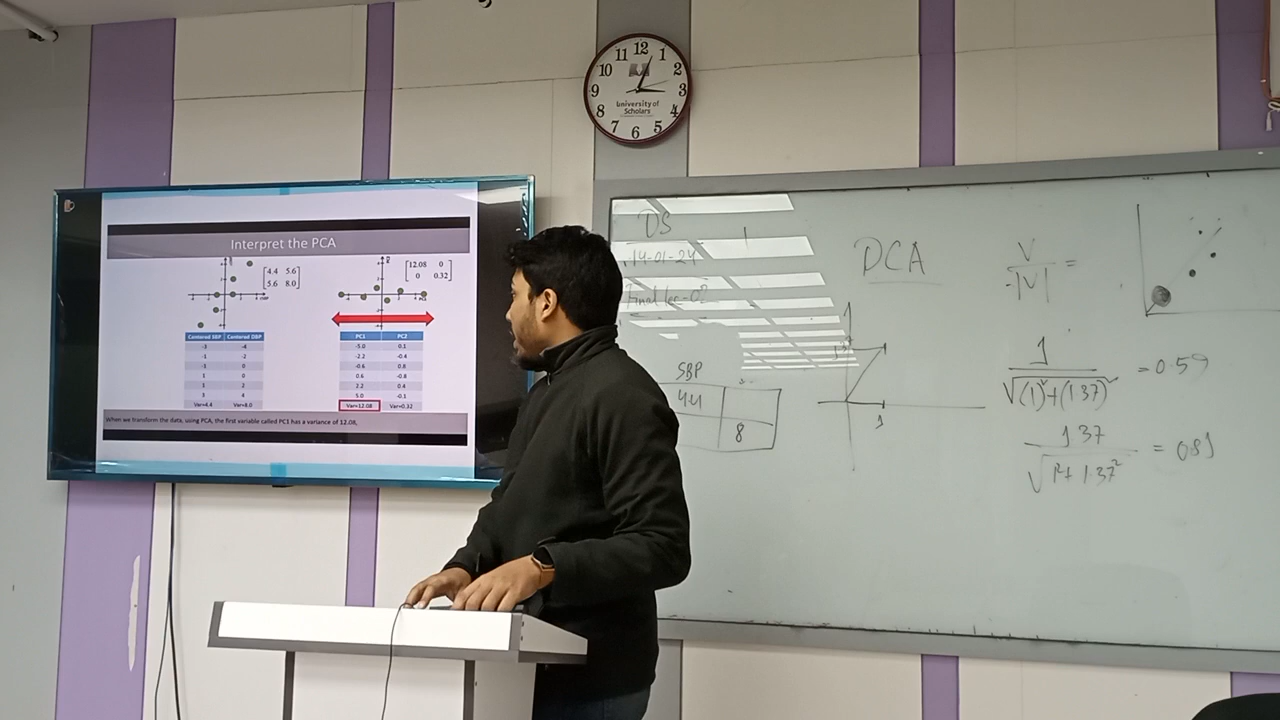 12
11 1
10 2
9 3
8 4
7 5
6
University of
Scholars
Interpret the PCA
4.4 5.6
5.6 8.0
12.08 0
0 0.32
Centered SBP Centered DBP
-3 -4
-1 -2
-1 0
1 0
1 2
3 4
Var=4.4 Var=8.0
PC1 PC2
-5.0 0.1
-2.2 -0.4
-0.6 0.8
0.6 -0.8
2.2 0.4
5.0 -0.1
Var=12.08 Var=0.32
When we transform the data, using PCA, the first variable called PC1 has a variance of 12.08,
DS
14-01-24
Final lec-02
SBP
4.4
8
1
PCA
V
|V| =
1
√(1)²+(1.37)² = 0.59
1.37
√1²+1.37² = 0.81